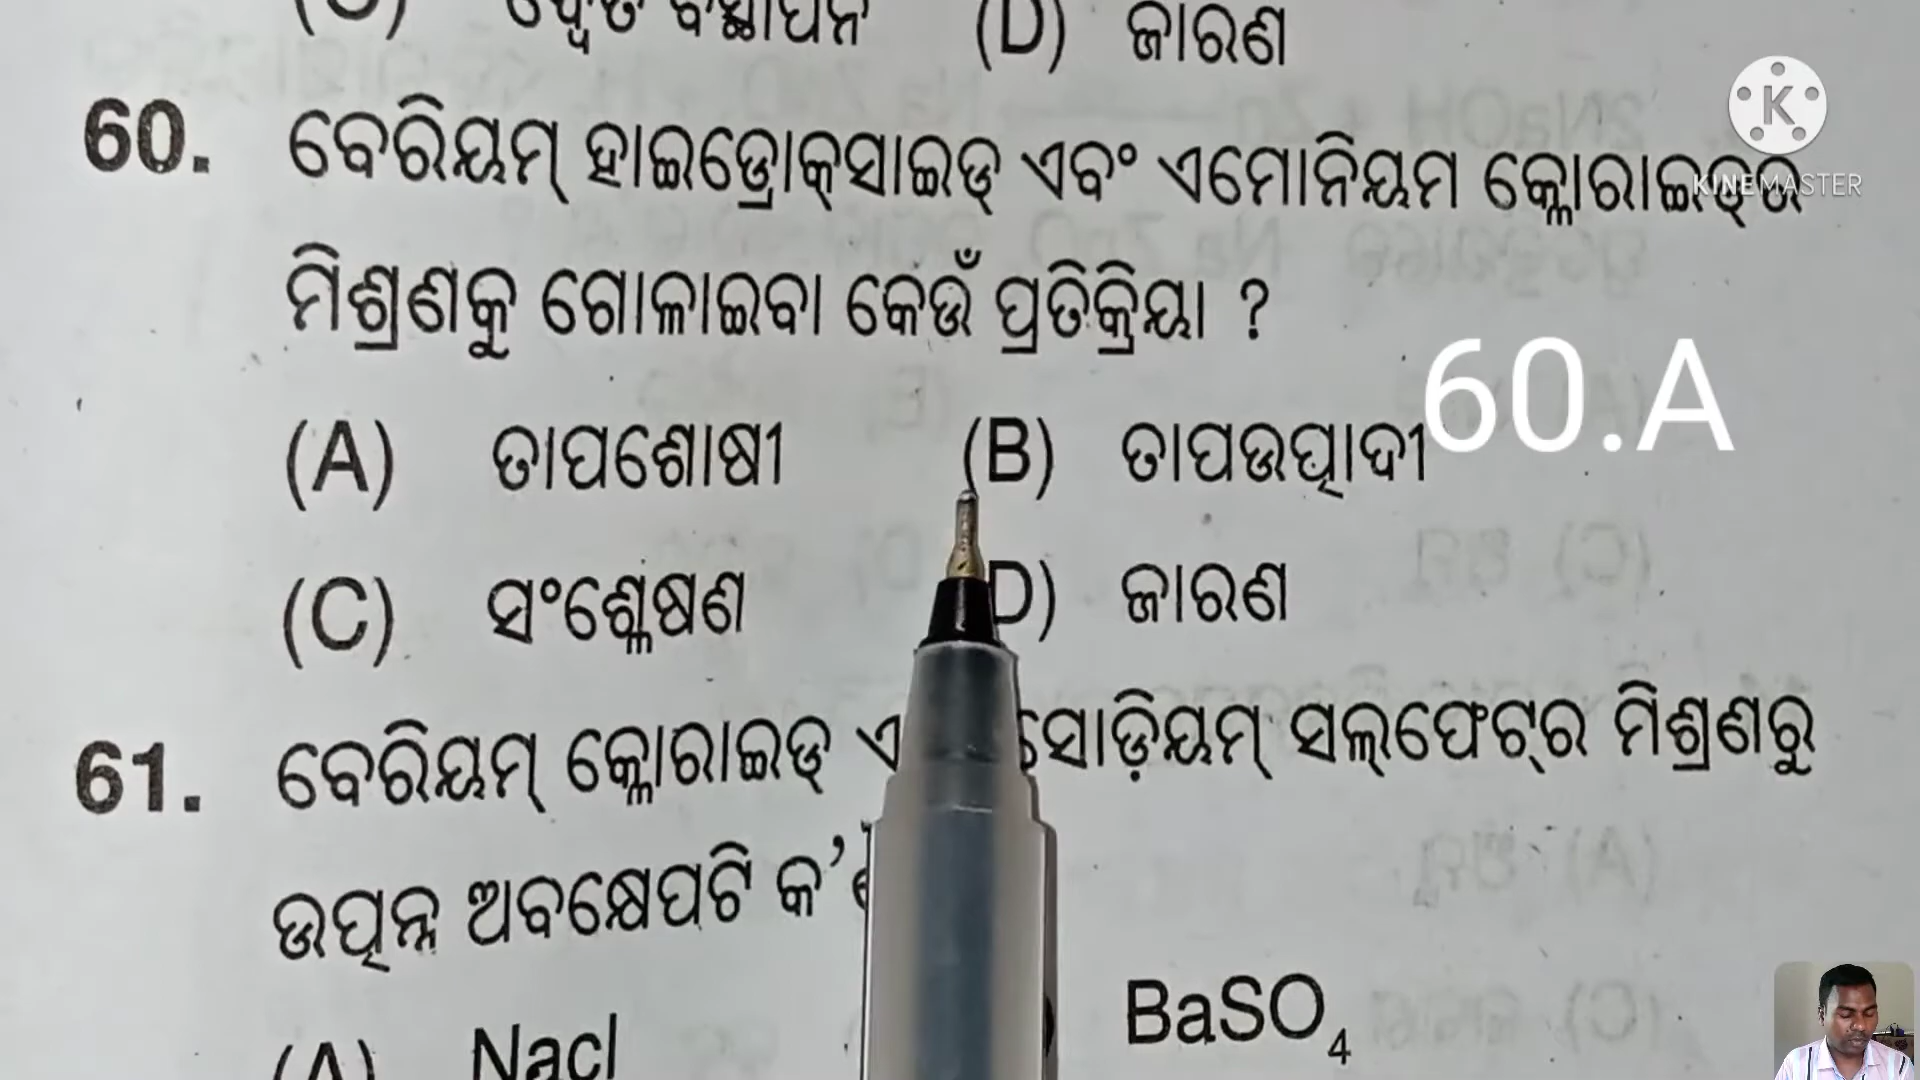 ଦ୍ୱୈତ ବିସ୍ଥାପନ (D) ଜାରଣ
60. ବେରିୟମ୍ ହାଇଡ୍ରୋକ୍ସାଇଡ୍ ଏବଂ ଏମୋନିୟମ କ୍ଲୋରାଇଡ୍‌ର
ମିଶ୍ରଣକୁ ଗୋଳାଇବା କେଉଁ ପ୍ରତିକ୍ରିୟା ?
60.A
(A) ତାପଶୋଷୀ (B) ତାପଉତ୍ପାଦୀ
(C) ସଂଶ୍ଳେଷଣ D) ଜାରଣ
61. ବେରିୟମ୍ କ୍ଲୋରାଇଡ୍ ଏ ସୋଡ଼ିୟମ୍ ସଲ୍‌ଫେଟ୍‌ର ମିଶ୍ରଣରୁ
ଉତ୍ପନ୍ନ ଅବକ୍ଷେପଟି କ'
(A) Nacl BaSO₄
K
KINEMASTER